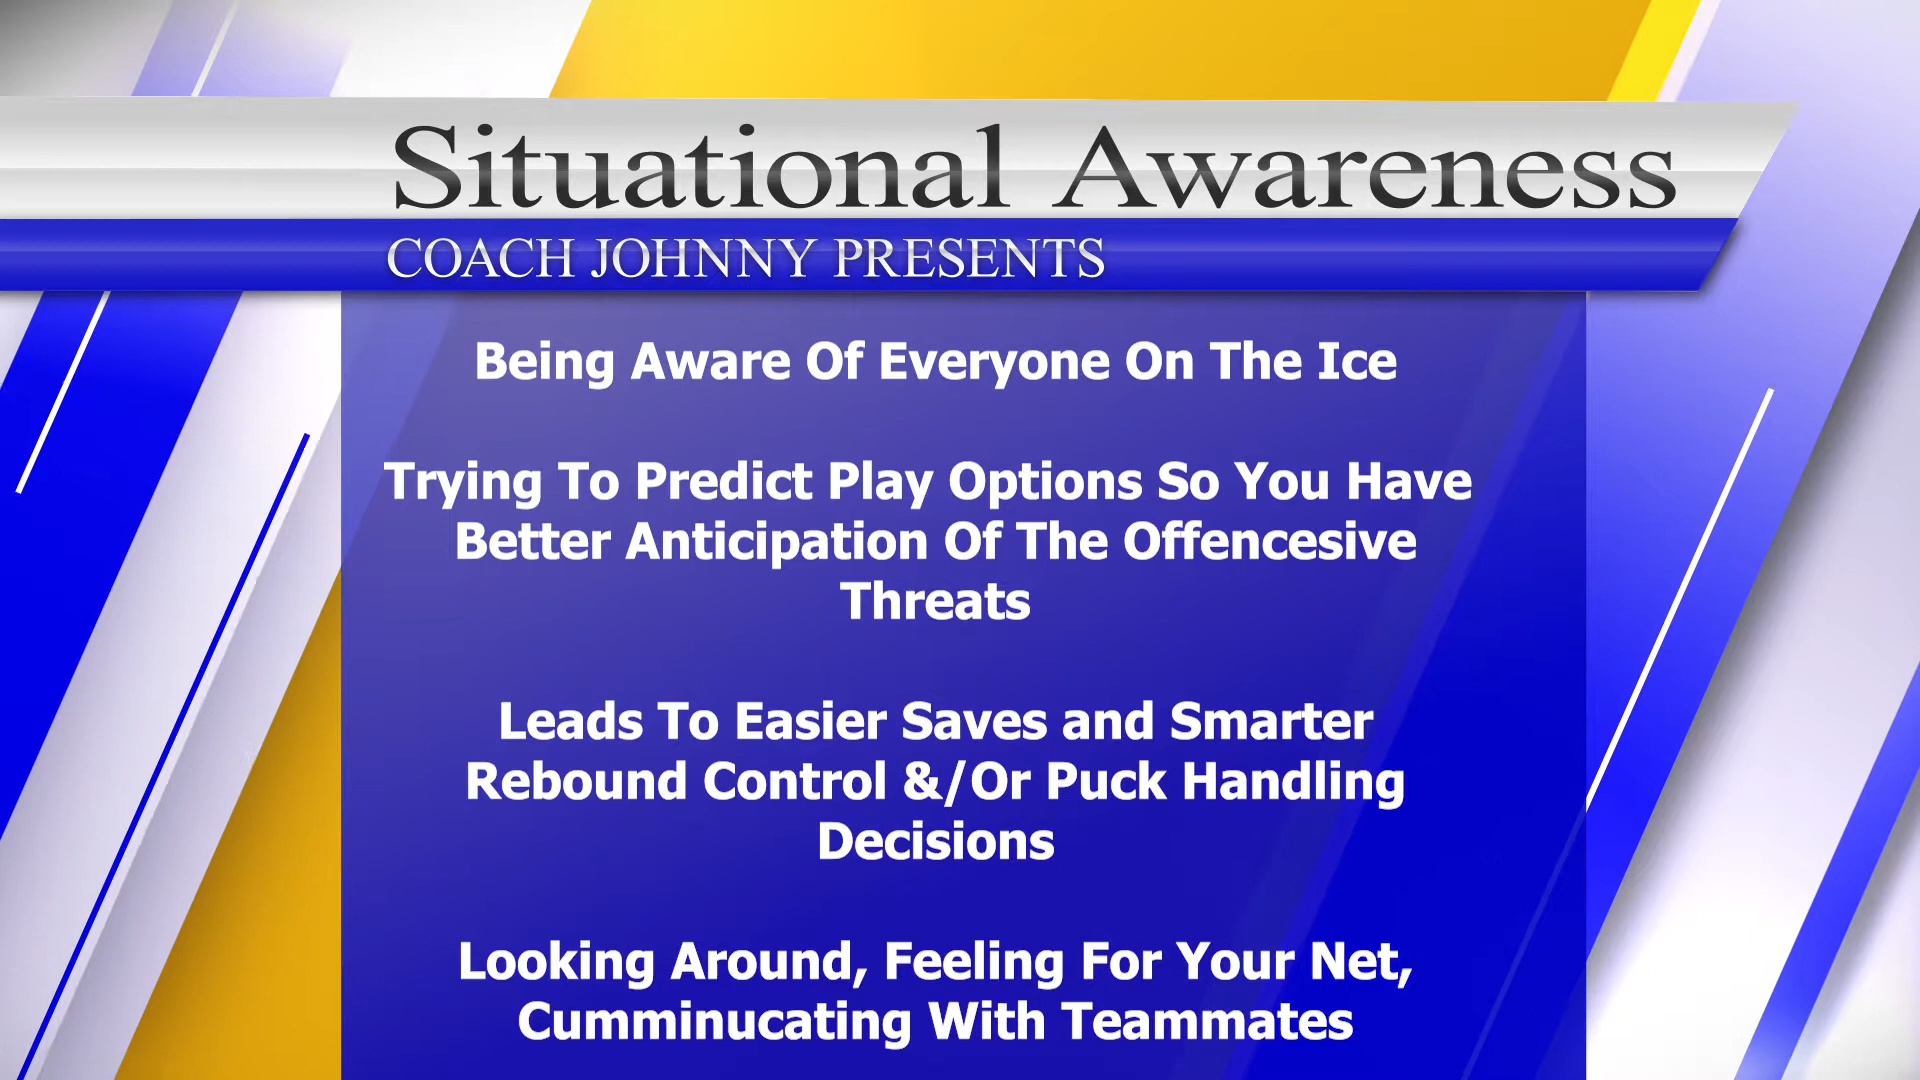 Situational Awareness
COACH JOHNNY PRESENTS
Being Aware Of Everyone On The Ice
Trying To Predict Play Options So You Have
Better Anticipation Of The Offencesive
Threats
Leads To Easier Saves and Smarter
Rebound Control &/Or Puck Handling
Decisions
Looking Around, Feeling For Your Net,
Cumminucating With Teammates